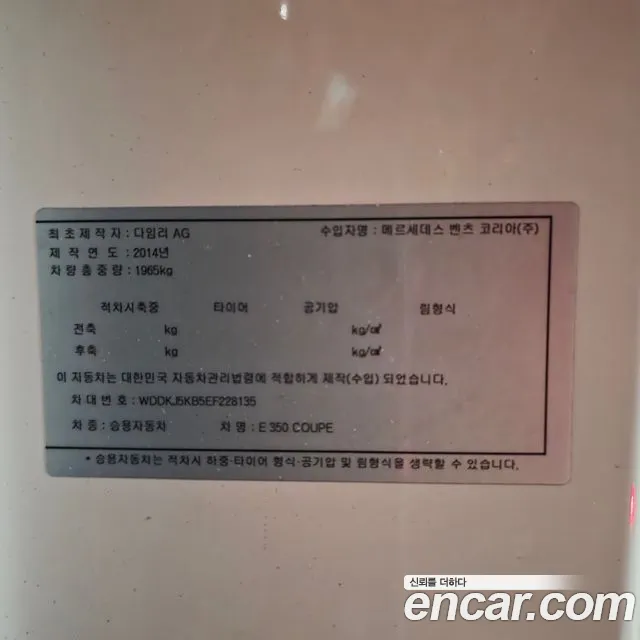 최초제작자 : 다임러 AG 수입자명 : 메르세데스 벤츠 코리아(주)
제작연도 : 2014년
차량총중량 : 1965kg
적차시축중 타이어 공기압 림형식
전축 kg kg/㎠
후축 kg kg/㎠
이 자동차는 대한민국 자동차관리법령에 적합하게 제작(수입) 되었습니다.
차대번호 : WDDKJ5KB5EF228135
차종 : 승용자동차 차명 : E 350 COUPE
* 승용자동차는 적차시 하중·타이어 형식·공기압 및 림형식을 생략할 수 있습니다.
신뢰를 더하다
encar.com